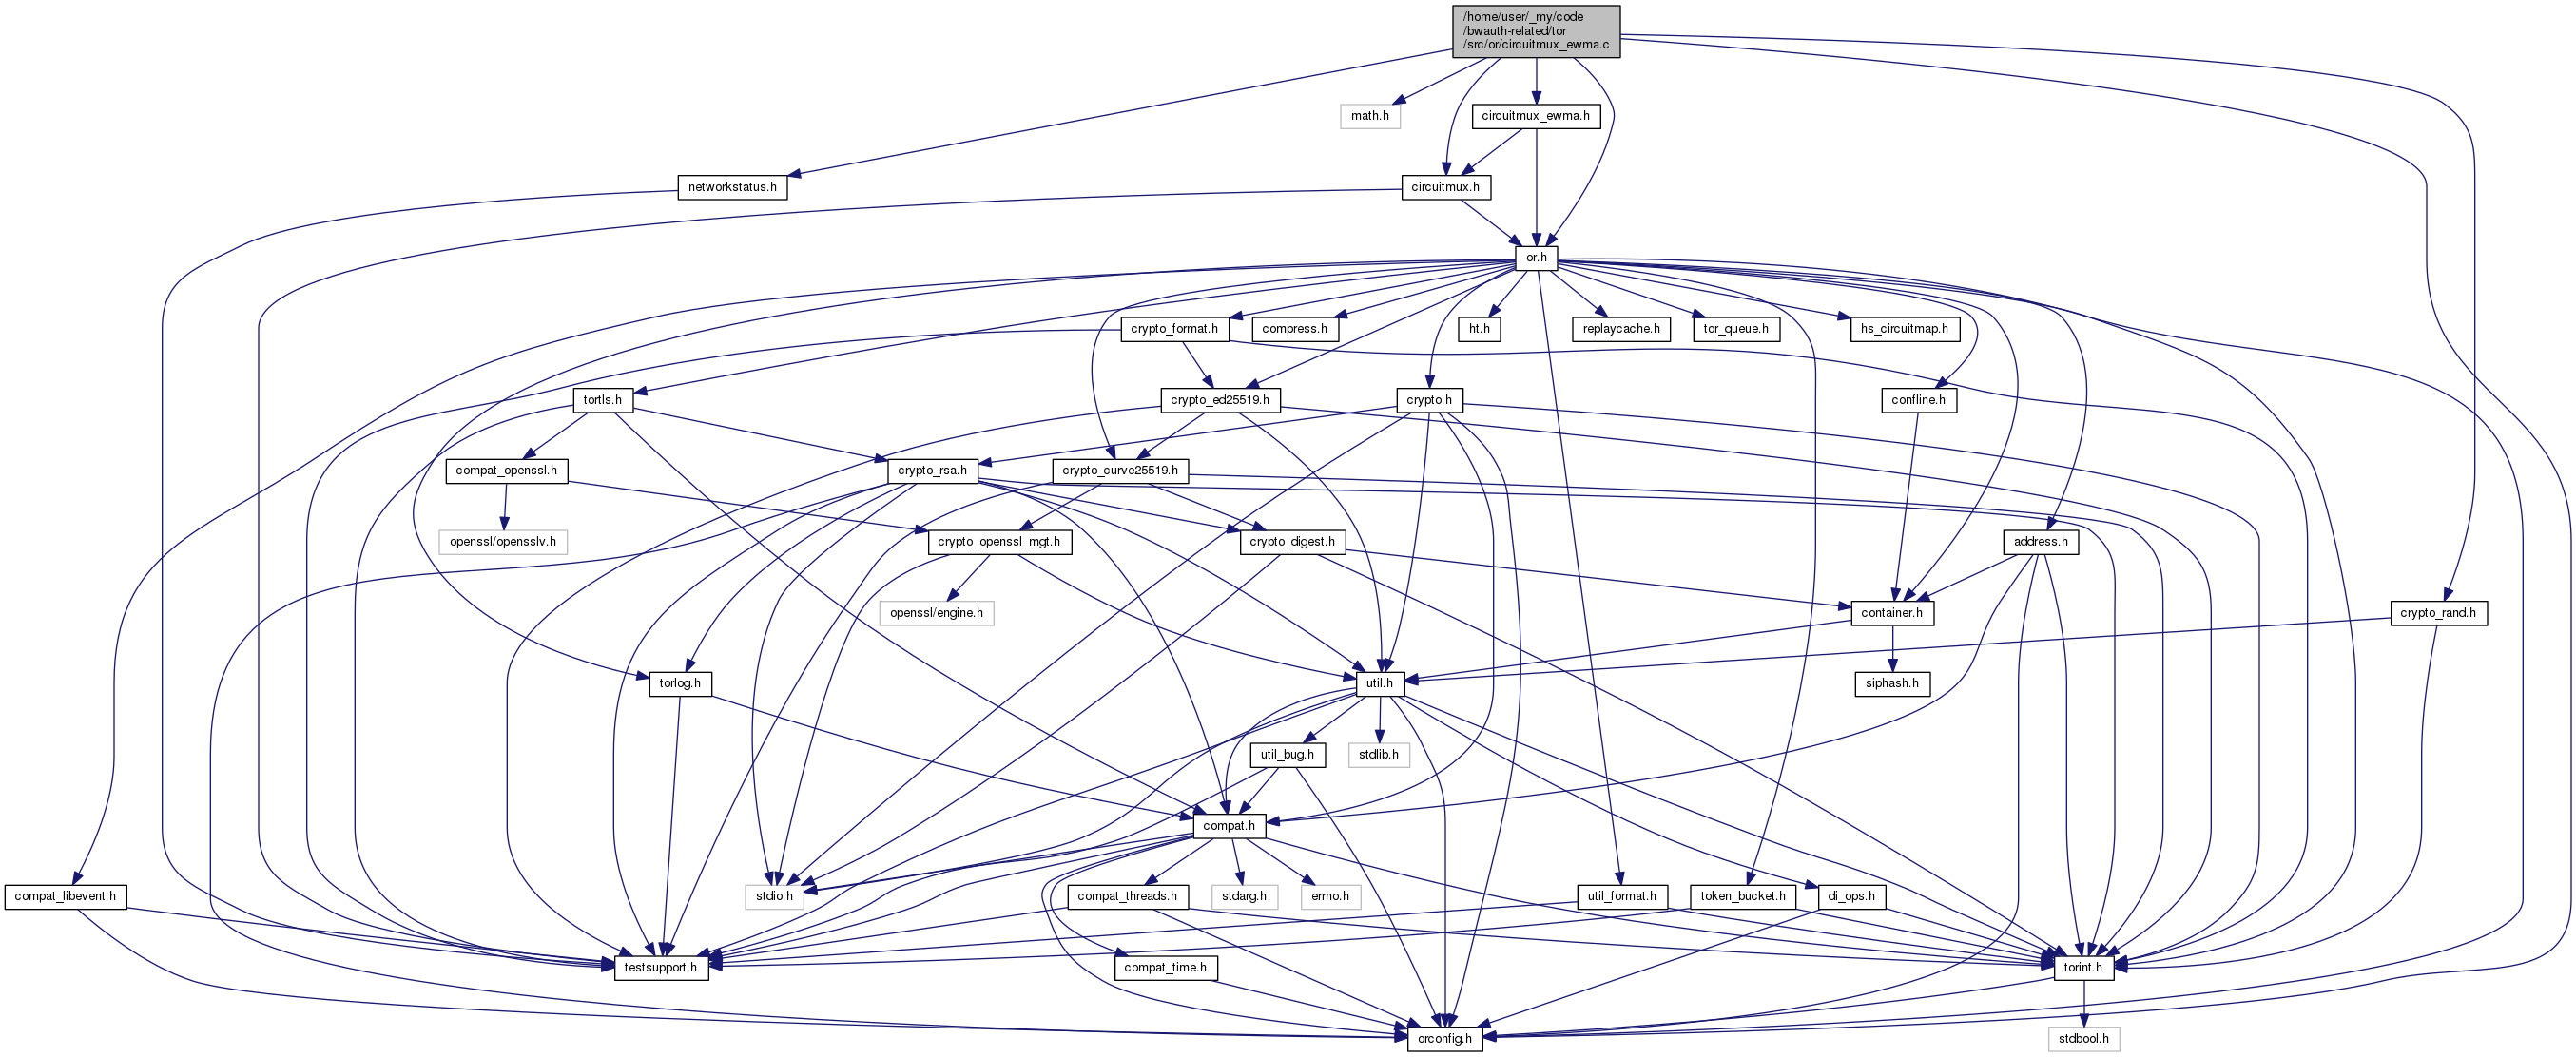 /home/user/_my/code
/bwauth-related/tor
/src/or/circuitmux_ewma.c
math.h
circuitmux_ewma.h
networkstatus.h
circuitmux.h
or.h
crypto_format.h
compress.h
ht.h
replaycache.h
tor_queue.h
hs_circuitmap.h
tortls.h
crypto_ed25519.h
crypto.h
confline.h
compat_openssl.h
crypto_rsa.h
crypto_curve25519.h
openssl/opensslv.h
crypto_openssl_mgt.h
crypto_digest.h
address.h
openssl/engine.h
container.h
crypto_rand.h
torlog.h
util.h
siphash.h
util_bug.h
stdlib.h
compat.h
compat_libevent.h
stdio.h
compat_threads.h
stdarg.h
errno.h
util_format.h
token_bucket.h
di_ops.h
testsupport.h
compat_time.h
torint.h
orconfig.h
stdbool.h